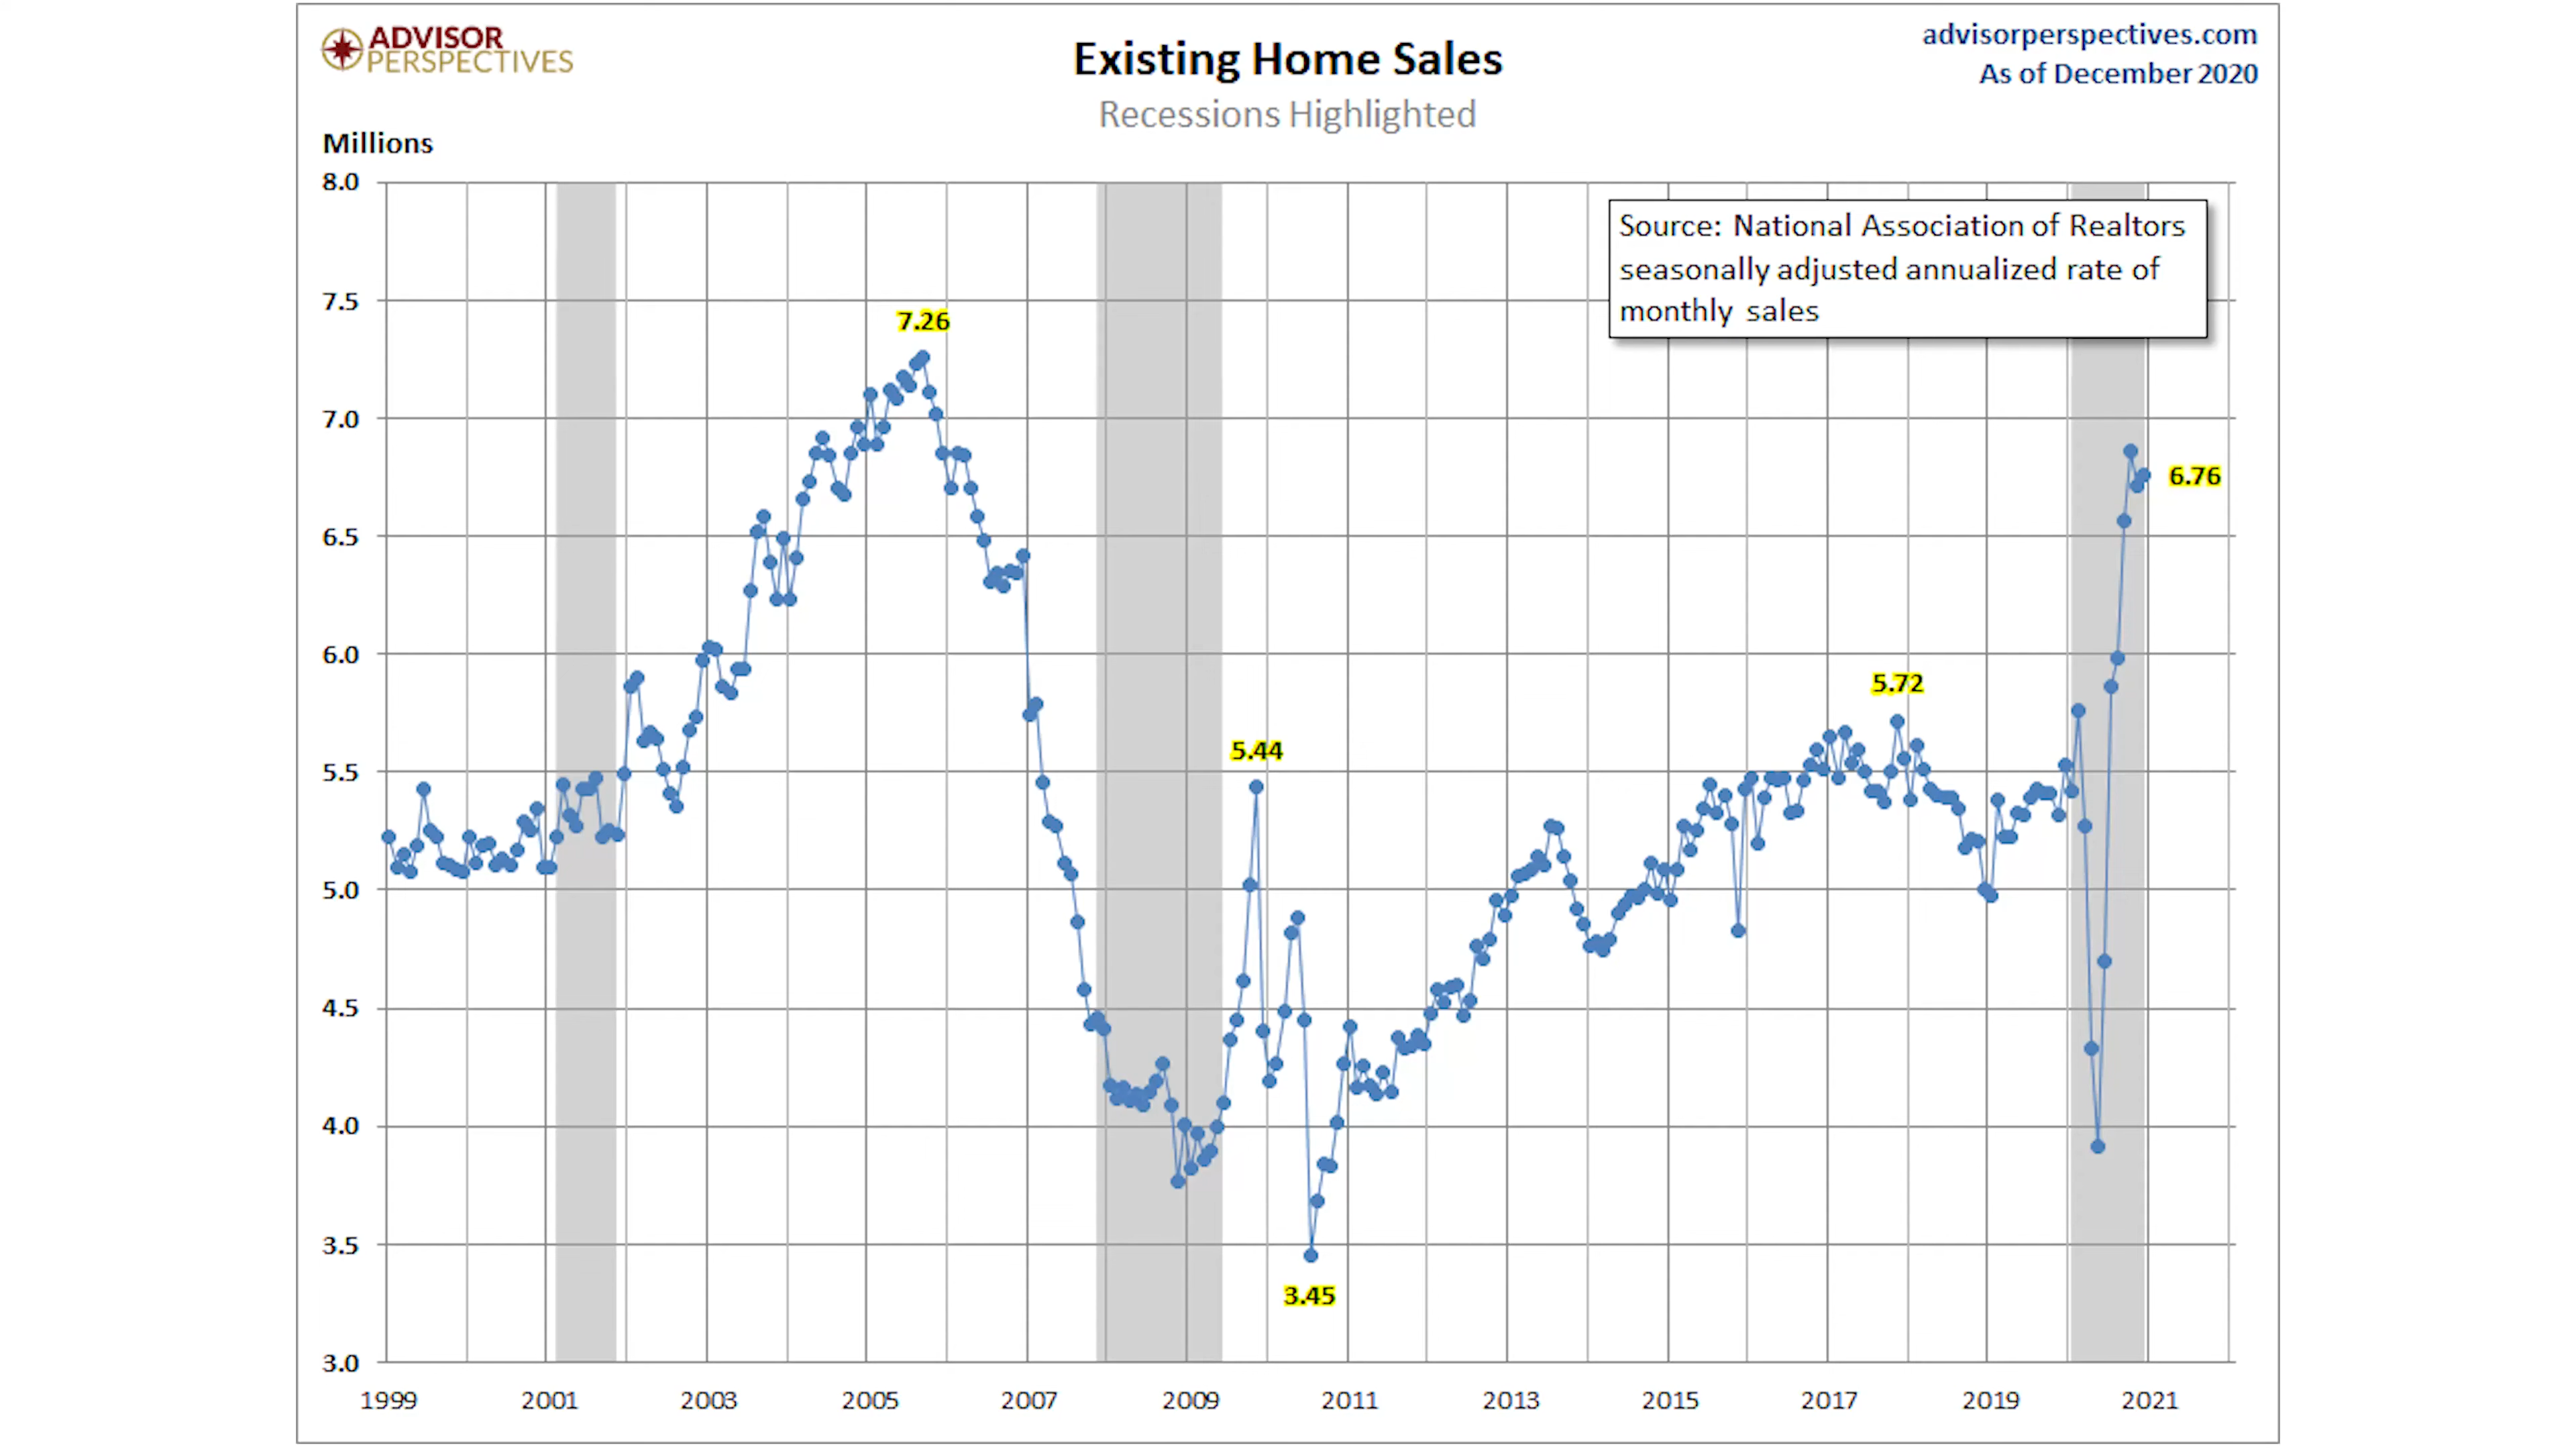 ADVISOR
PERSPECTIVES
Existing Home Sales
Recessions Highlighted
advisorperspectives.com
As of December 2020
Millions
8.0
7.5
7.0
6.5
6.0
5.5
5.0
4.5
4.0
3.5
3.0
Source: National Association of Realtors
seasonally adjusted annualized rate of
monthly sales
7.26
5.44
3.45
5.72
6.76
1999 2001 2003 2005 2007 2009 2011 2013 2015 2017 2019 2021